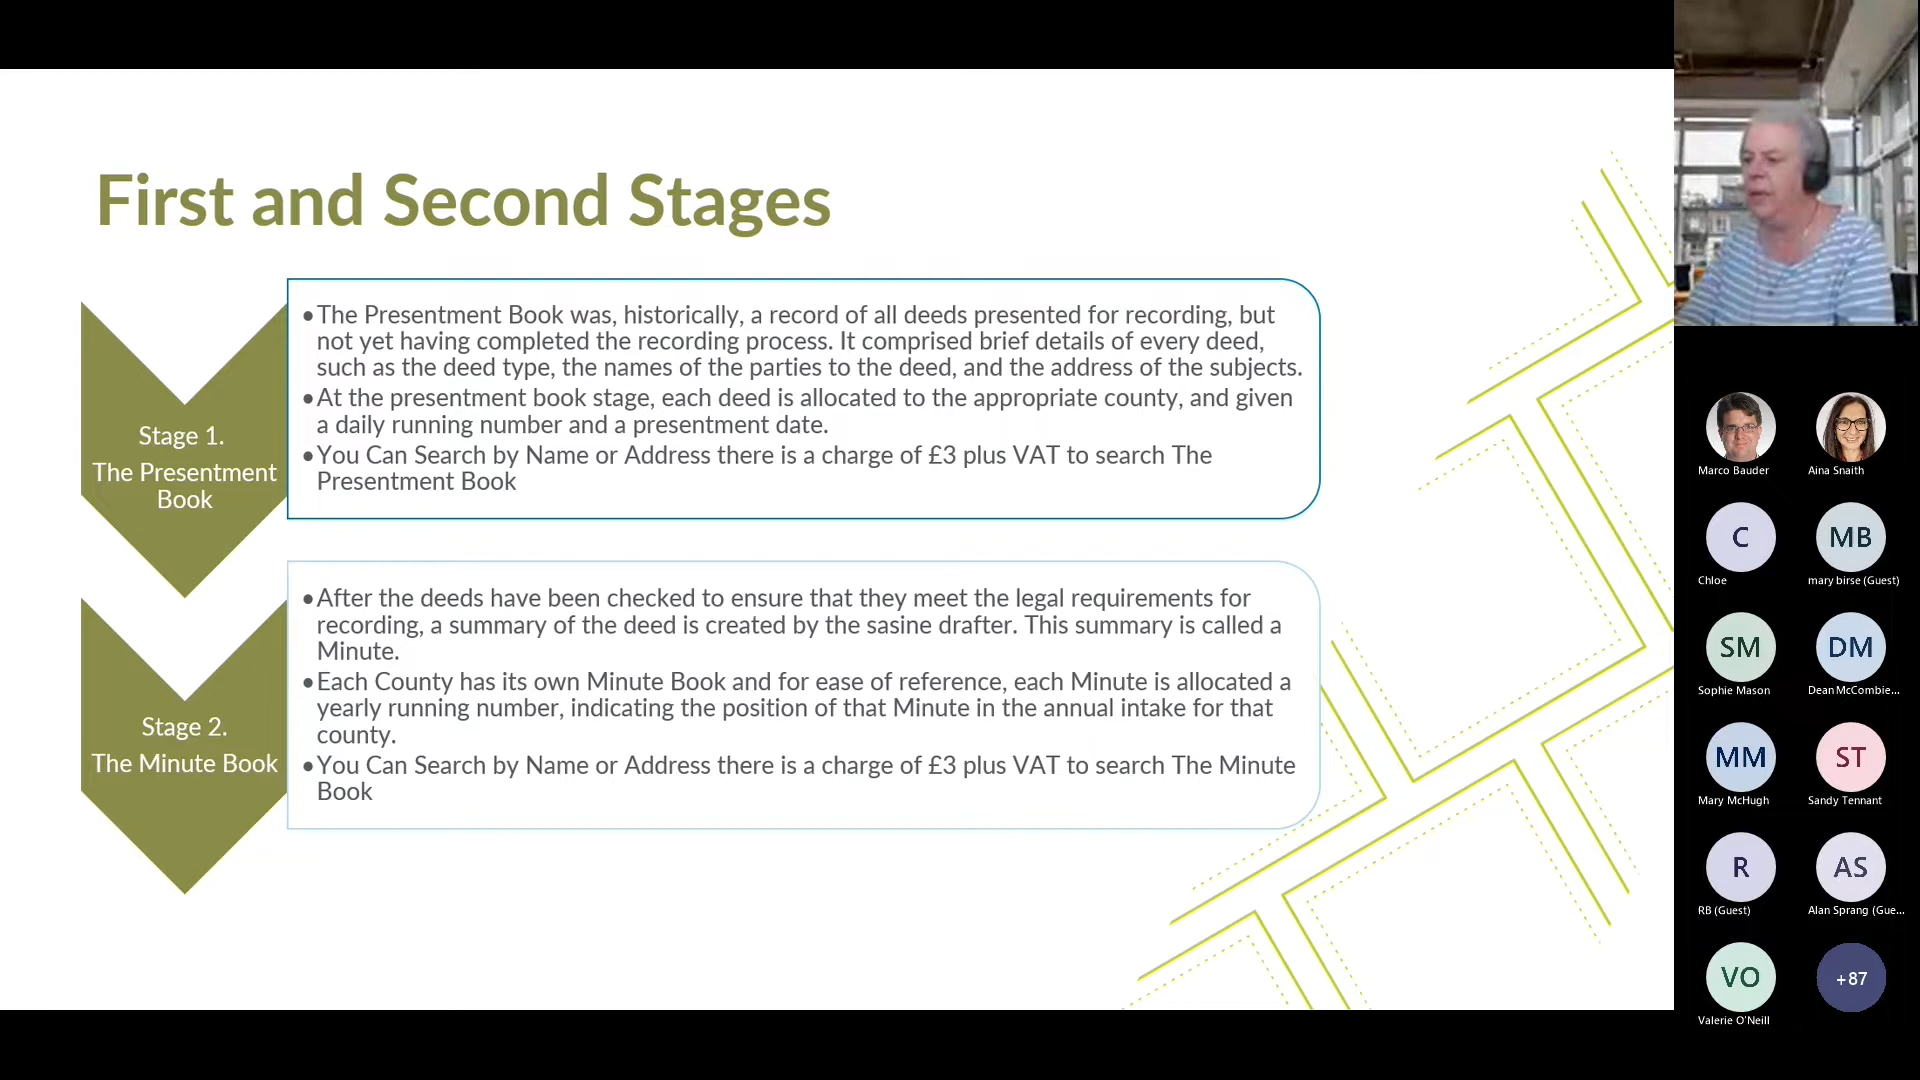 First and Second Stages
Stage 1.
The Presentment
Book
•The Presentment Book was, historically, a record of all deeds presented for recording, but
not yet having completed the recording process. It comprised brief details of every deed,
such as the deed type, the names of the parties to the deed, and the address of the subjects.
•At the presentment book stage, each deed is allocated to the appropriate county, and given
a daily running number and a presentment date.
•You Can Search by Name or Address there is a charge of £3 plus VAT to search The
Presentment Book
Stage 2.
The Minute Book
•After the deeds have been checked to ensure that they meet the legal requirements for
recording, a summary of the deed is created by the sasine drafter. This summary is called a
Minute.
•Each County has its own Minute Book and for ease of reference, each Minute is allocated a
yearly running number, indicating the position of that Minute in the annual intake for that
county.
•You Can Search by Name or Address there is a charge of £3 plus VAT to search The Minute
Book
Marco Bauder
Aina Snaith
C
MB
Chloe
mary birse (Guest)
SM
DM
Sophie Mason
Dean McCombie...
MM
ST
Mary McHugh
Sandy Tennant
R
AS
RB (Guest)
Alan Sprang (Gue...
VO
+87
Valerie O'Neill